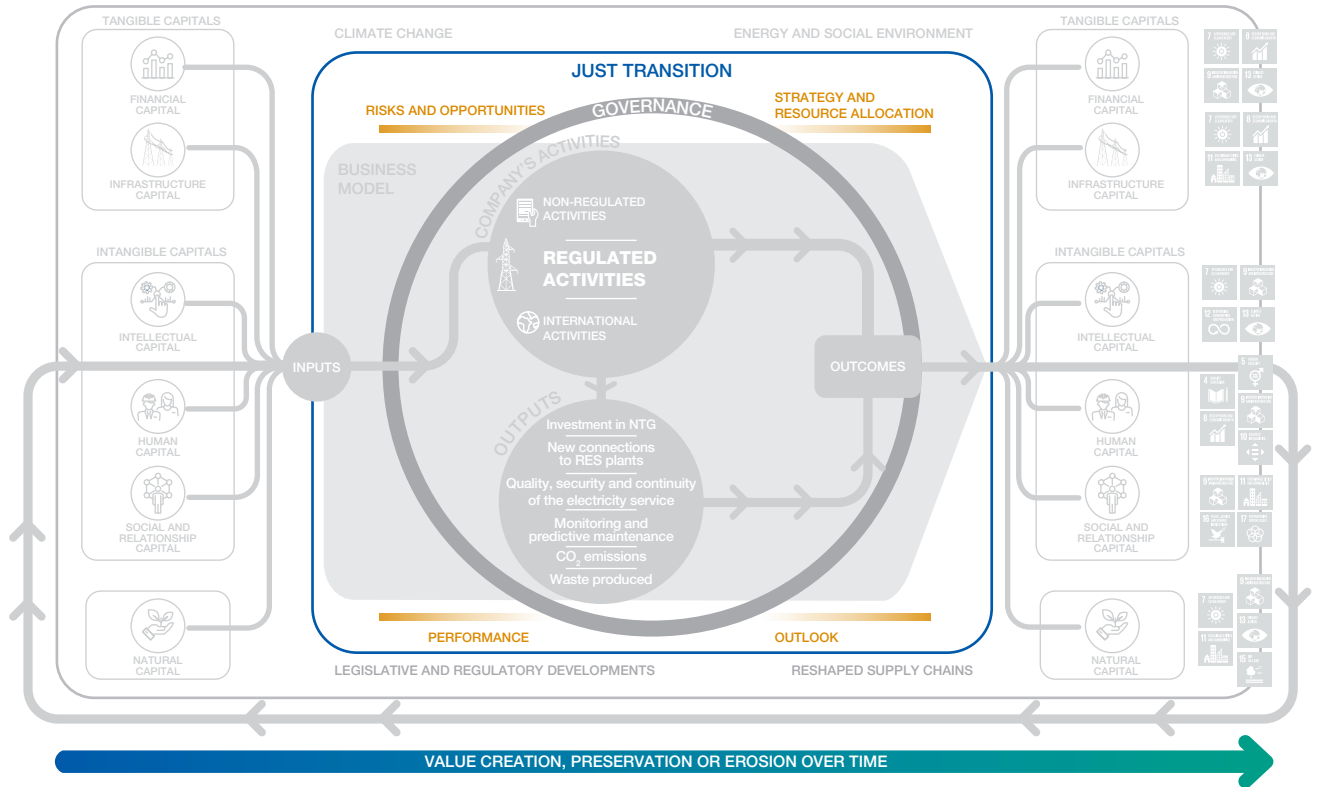 TANGIBLE CAPITALS
FINANCIAL
CAPITAL
INFRASTRUCTURE
CAPITAL
INTANGIBLE CAPITALS
INTELLECTUAL
CAPITAL
HUMAN
CAPITAL
SOCIAL AND
RELATIONSHIP
CAPITAL
NATURAL
CAPITAL
INPUTS
CLIMATE CHANGE
ENERGY AND SOCIAL ENVIRONMENT
JUST TRANSITION
RISKS AND OPPORTUNITIES
STRATEGY AND
RESOURCE ALLOCATION
GOVERNANCE
BUSINESS
MODEL
COMPANY'S ACTIVITIES
NON-REGULATED
ACTIVITIES
REGULATED
ACTIVITIES
INTERNATIONAL
ACTIVITIES
OUTPUTS
Investment in NTG
New connections
to RES plants
Quality, security and continuity
of the electricity service
Monitoring and
predictive maintenance
CO2 emissions
Waste produced
OUTCOMES
PERFORMANCE
OUTLOOK
LEGISLATIVE AND REGULATORY DEVELOPMENTS
RESHAPED SUPPLY CHAINS
TANGIBLE CAPITALS
FINANCIAL
CAPITAL
INFRASTRUCTURE
CAPITAL
INTANGIBLE CAPITALS
INTELLECTUAL
CAPITAL
HUMAN
CAPITAL
SOCIAL AND
RELATIONSHIP
CAPITAL
NATURAL
CAPITAL
VALUE CREATION, PRESERVATION OR EROSION OVER TIME